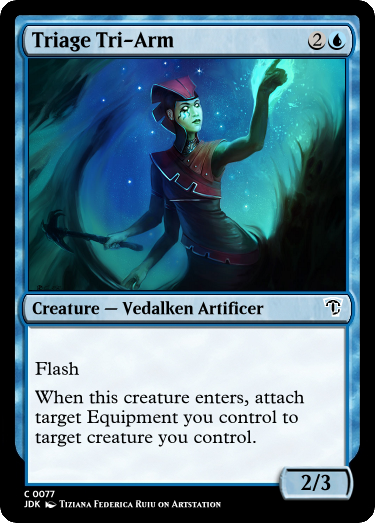 Triage Tri-Arm 2
Creature — Vedalken Artificer
Flash
When this creature enters, attach
target Equipment you control to
target creature you control.
2/3
C 0077
JDK Tiziana Federica Ruiu on Artstation